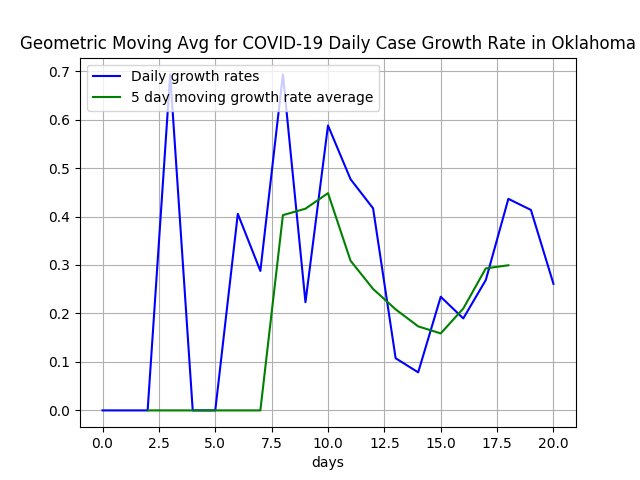 Geometric Moving Avg for COVID-19 Daily Case Growth Rate in Oklahoma
Daily growth rates
5 day moving growth rate average
0.7
0.6
0.5
0.4
0.3
0.2
0.1
0.0
0.0 2.5 5.0 7.5 10.0 12.5 15.0 17.5 20.0
days